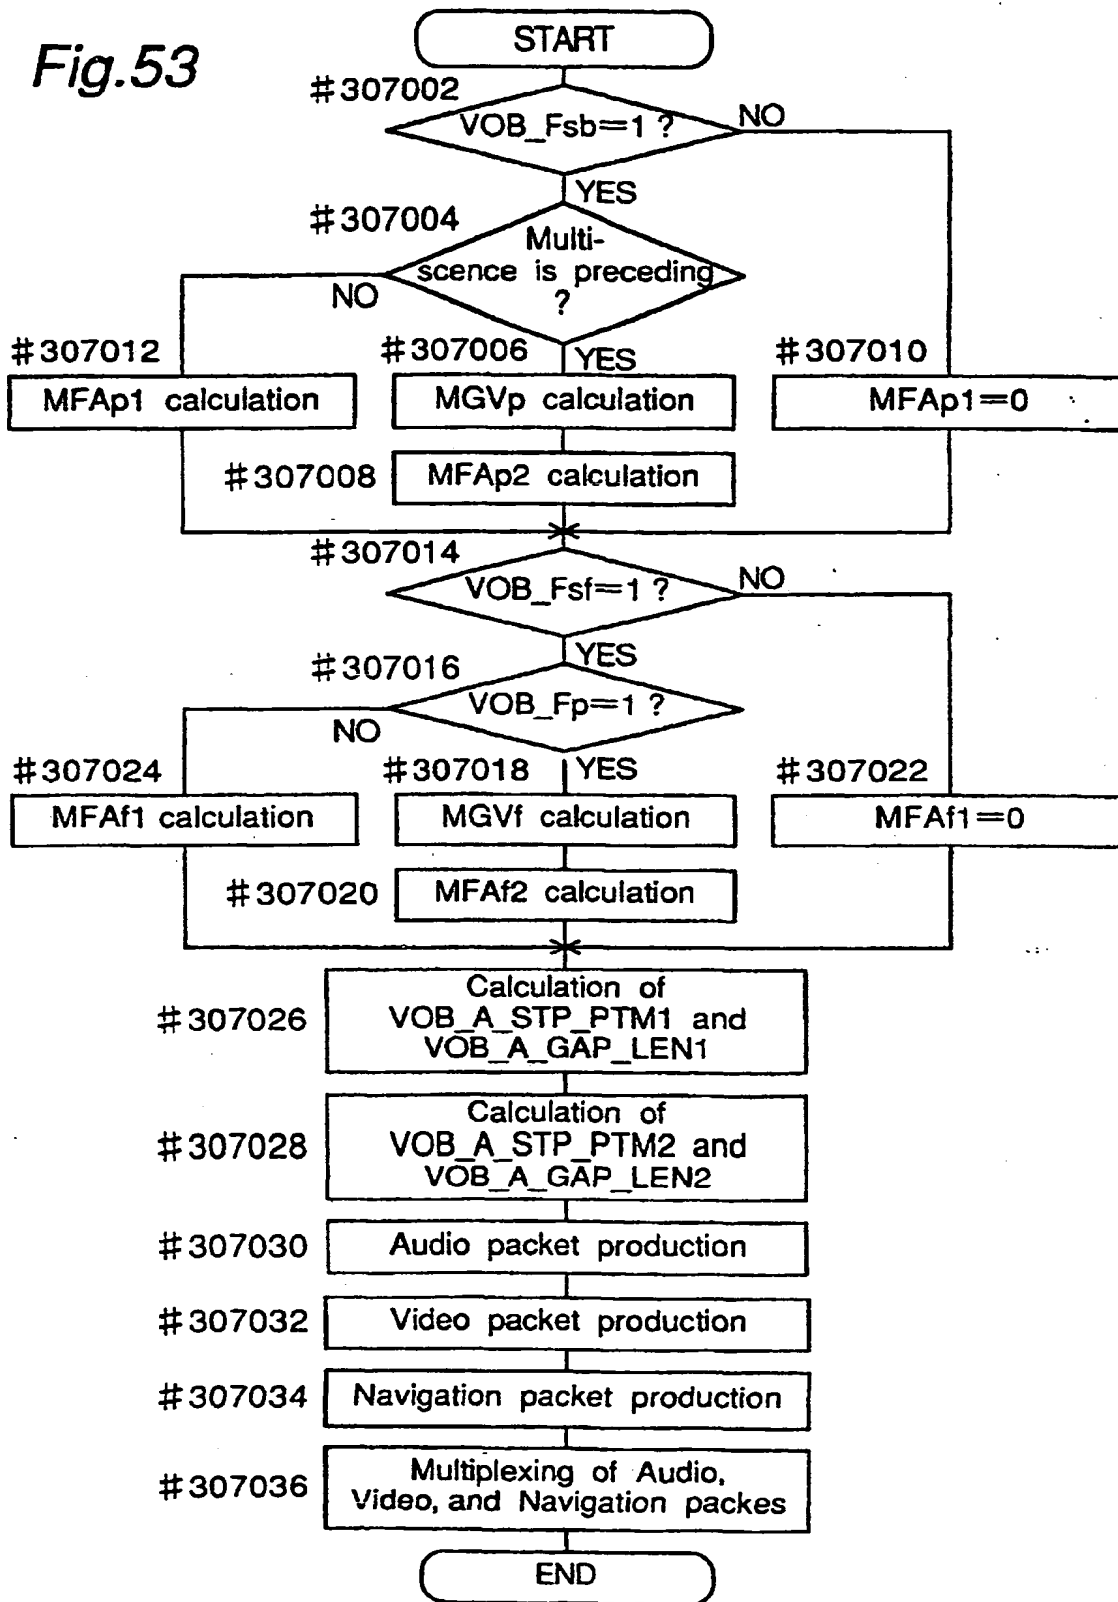 Fig.53
START
#307002
VOB_Fsb=1 ?
NO
YES
#307004
Multi-
scence is preceding
?
NO
YES
#307012
#307006
#307010
MFAp1 calculation
MGVp calculation
MFAp1=0
#307008
MFAp2 calculation
#307014
VOB_Fsf=1 ?
NO
YES
#307016
VOB_Fp=1 ?
NO
YES
#307024
#307018
#307022
MFAf1 calculation
MGVf calculation
MFAf1=0
#307020
MFAf2 calculation
#307026
Calculation of
VOB_A_STP_PTM1 and
VOB_A_GAP_LEN1
#307028
Calculation of
VOB_A_STP_PTM2 and
VOB_A_GAP_LEN2
#307030
Audio packet production
#307032
Video packet production
#307034
Navigation packet production
#307036
Multiplexing of Audio,
Video, and Navigation packes
END